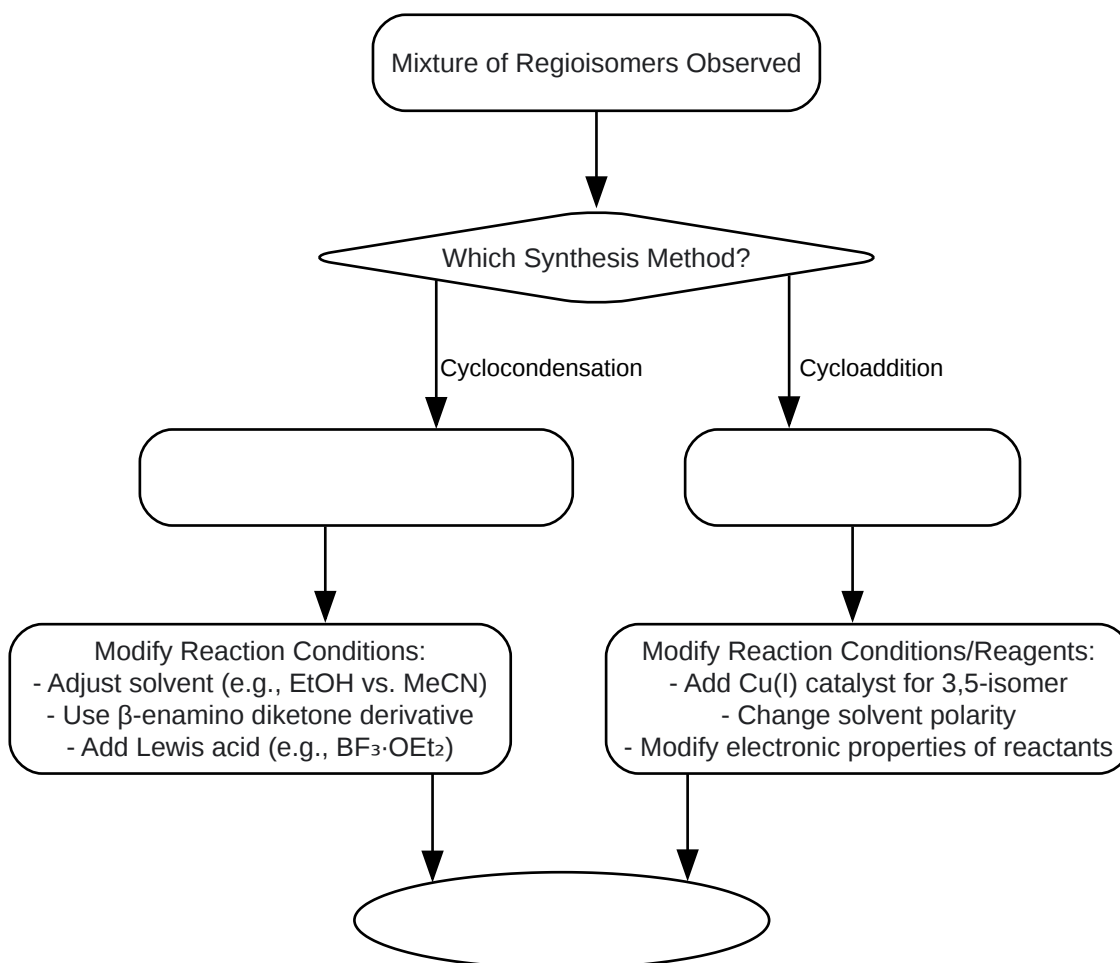 Mixture of Regioisomers Observed
Which Synthesis Method?
Cyclocondensation
Cycloaddition
Modify Reaction Conditions:
- Adjust solvent (e.g., EtOH vs. MeCN)
- Use β-enamino diketone derivative
- Add Lewis acid (e.g., BF₃·OEt₂)
Modify Reaction Conditions/Reagents:
- Add Cu(I) catalyst for 3,5-isomer
- Change solvent polarity
- Modify electronic properties of reactants